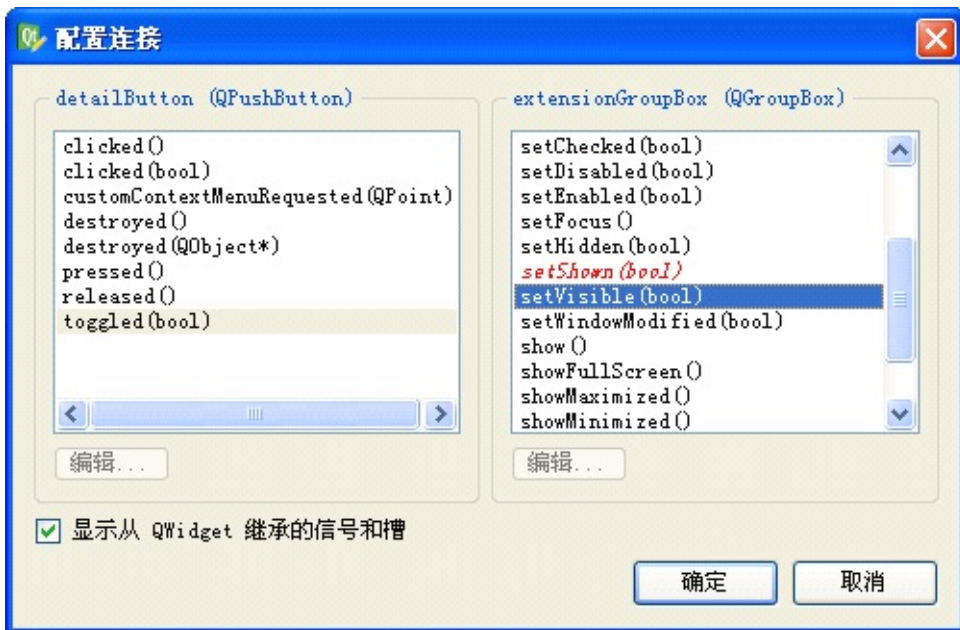 配置连接
detailButton (QPushButton)
clicked()
clicked(bool)
customContextMenuRequested(QPoint)
destroyed()
destroyed(QObject*)
pressed()
released()
toggled(bool)
编辑...
extensionGroupBox (QGroupBox)
setChecked(bool)
setDisabled(bool)
setEnabled(bool)
setFocus()
setHidden(bool)
setShown(bool)
setVisible(bool)
setWindowModified(bool)
show()
showFullScreen()
showMaximized()
showMinimized()
编辑...
显示从 QWidget 继承的信号和槽
确定
取消